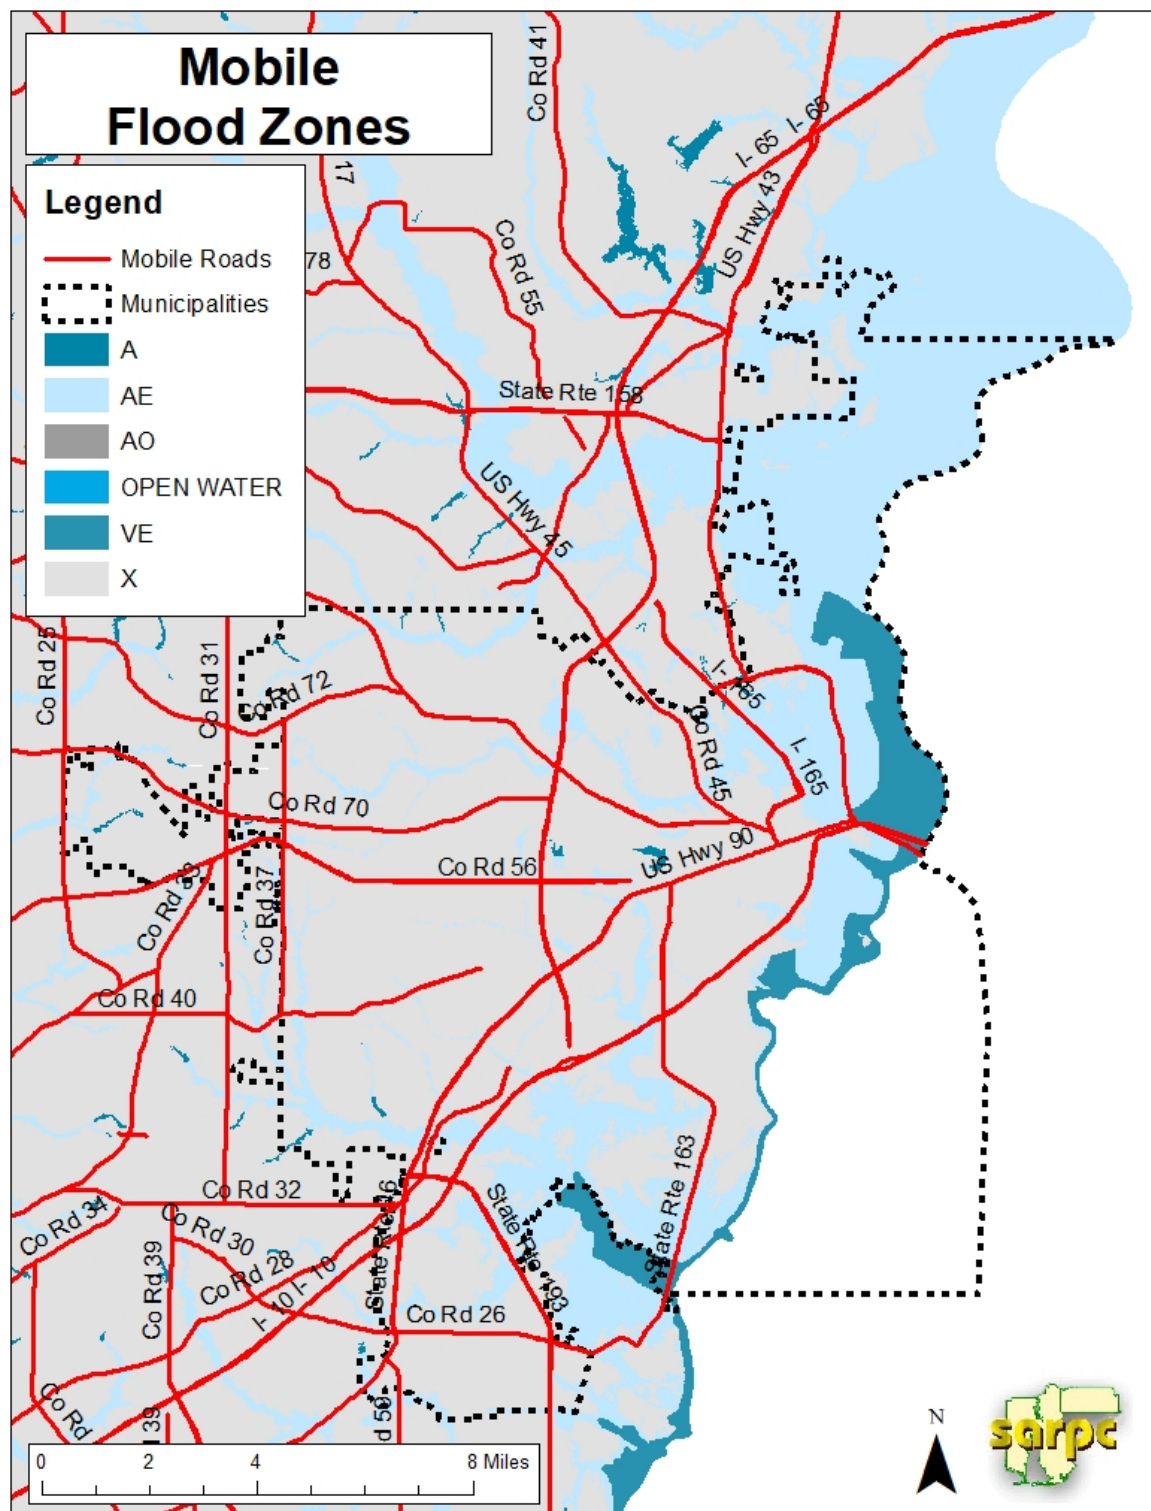 Mobile
Flood Zones
Legend
Mobile Roads
Municipalities
A
AE
AO
OPEN WATER
VE
X
Co Rd 41
I- 65
I- 65
US Hwy 43
17
78
Co Rd 55
State Rte 158
US Hwy 45
Co Rd 25
Co Rd 31
Co Rd 72
I- 165
Co Rd 45
I- 165
Co Rd 70
US Hwy 90
Co Rd 56
Co Rd 37
Co Rd 40
State Rte 163
Co Rd 32
Co Rd 34
Co Rd 30
Co Rd 39
Co Rd 28
I- 10
I- 10
State Rte 193
Co Rd 26
Co Rd
39
d 59
0 2 4 8 Miles
N
sarpc